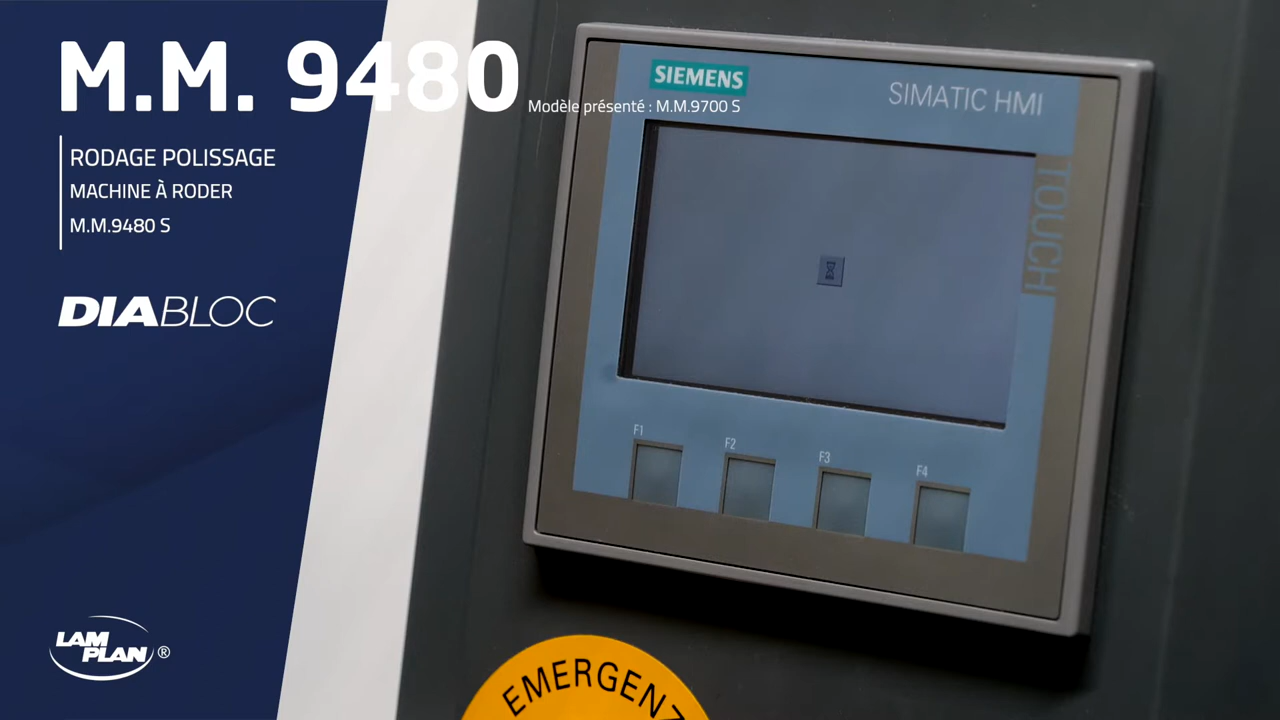 M.M. 9480
Modèle présenté : M.M.9700 S
RODAGE POLISSAGE
MACHINE À RODER
M.M.9480 S
DIABLOC
LAM
PLAN ®
SIEMENS
SIMATIC HMI
TOUCH
F1
F2
F3
F4
EMERGENZ